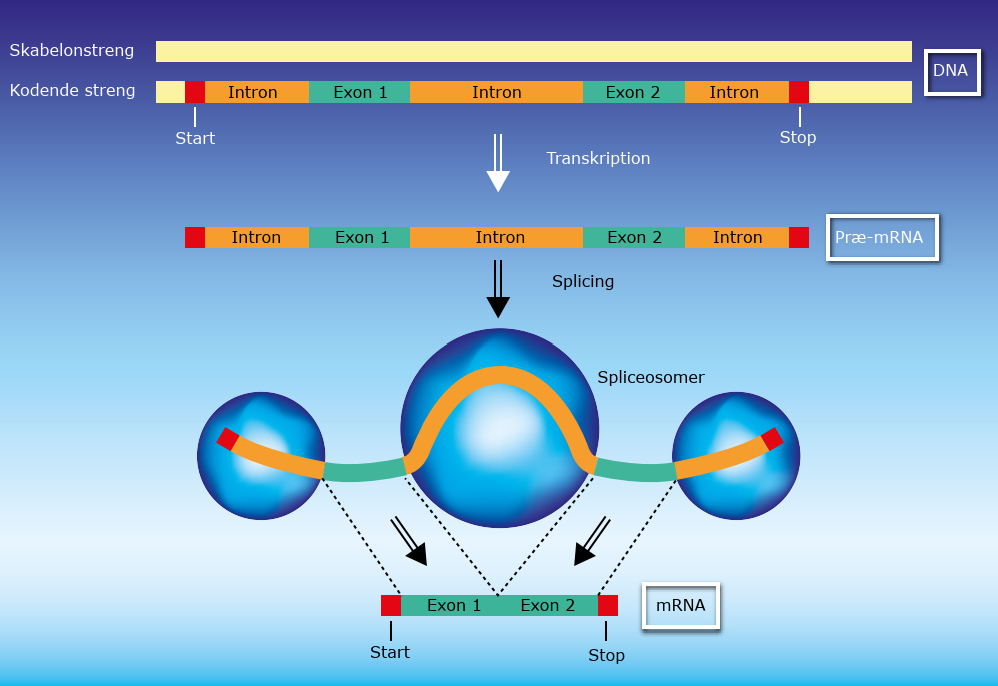 Skabelonstreng
DNA
Kodende streng
Intron Exon 1 Intron Exon 2 Intron
Start Stop
Transkription
Intron Exon 1 Intron Exon 2 Intron
Præ-mRNA
Splicing
Spliceosomer
Exon 1 Exon 2
mRNA
Start Stop